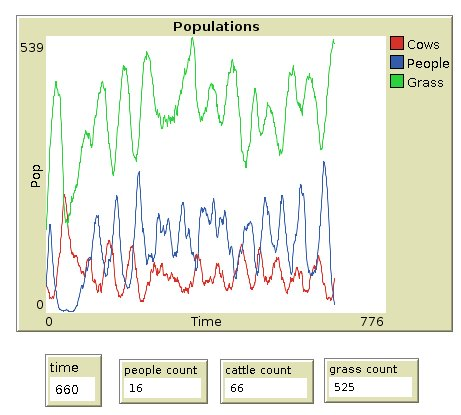 Populations
539
Pop
0
0
Time
776
Cows
People
Grass
time
660
people count
16
cattle count
66
grass count
525